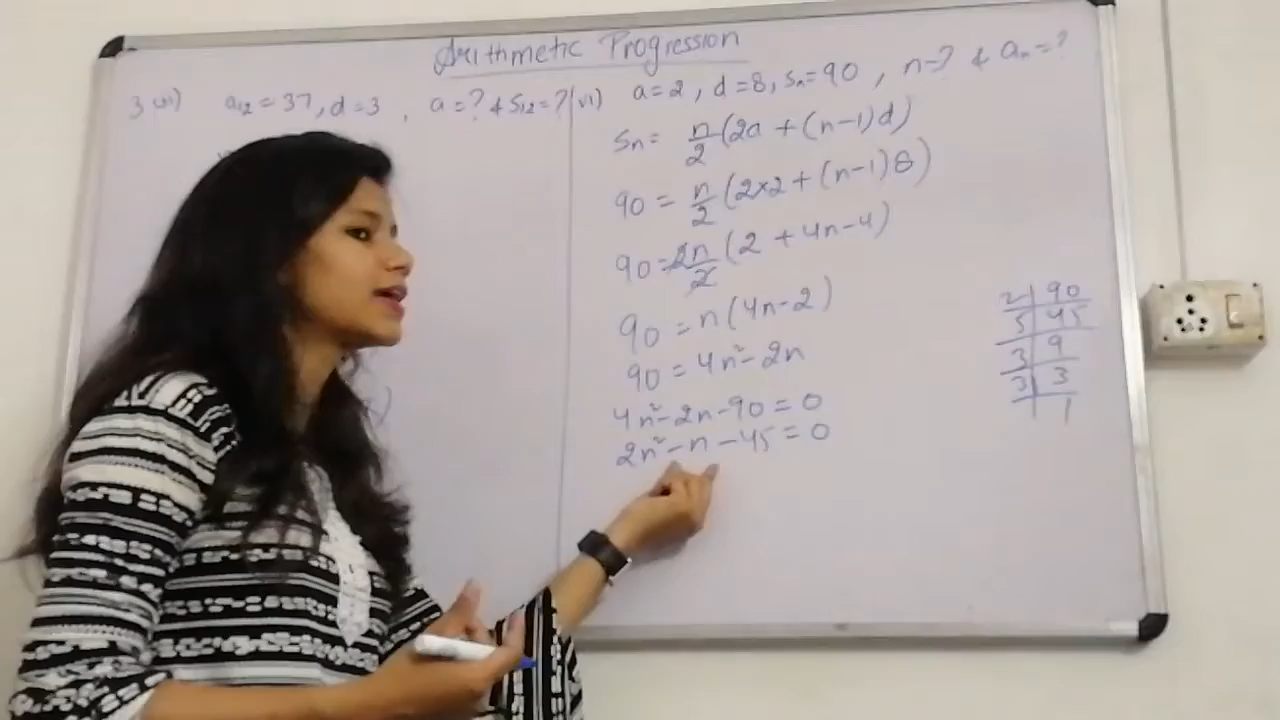 Arithmetic Progression
a₁₂ = 37, d = 3, a = ? & S₁₂ = ?
(vi) a = 2, d = 8, Sₙ = 90, n = ? & aₙ = ?
Sₙ = n/2 (2a + (n-1)d)
90 = n/2 (2×2 + (n-1)8)
90 = 2n/2 (2 + 4n-4)
90 = n(4n-2)
90 = 4n² - 2n
4n² - 2n - 90 = 0
2n² - n - 45 = 0
2 | 90
5 | 45
3 | 9
3 | 3
| 1